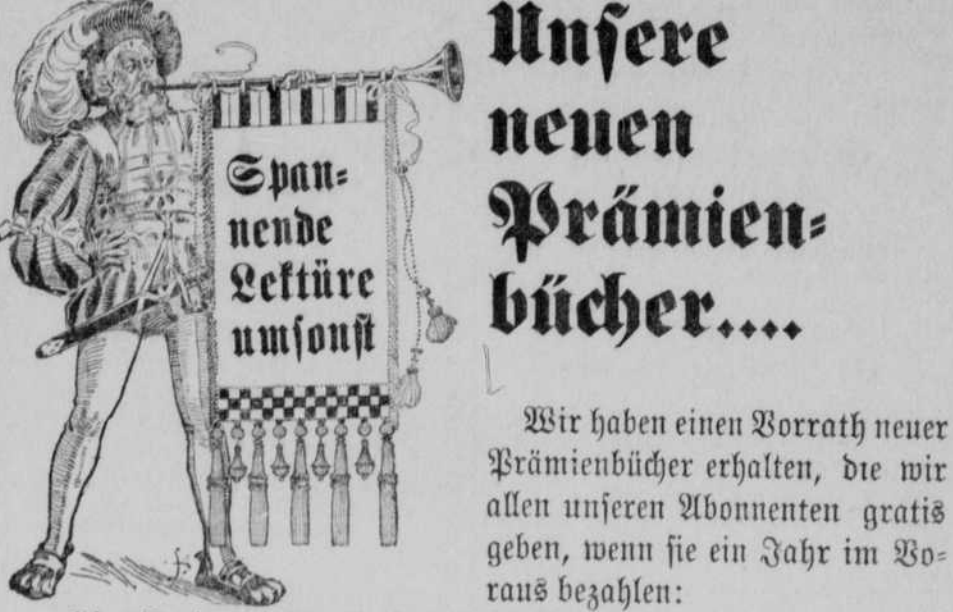 Unsere
neuen
Prämien=
bücher....
Span=
nende
Lektüre
umsonst
Wir haben einen Vorrath neuer
Prämienbücher erhalten, die wir
allen unseren Abonnenten gratis
geben, wenn sie ein Jahr im Vo=
raus bezahlen: